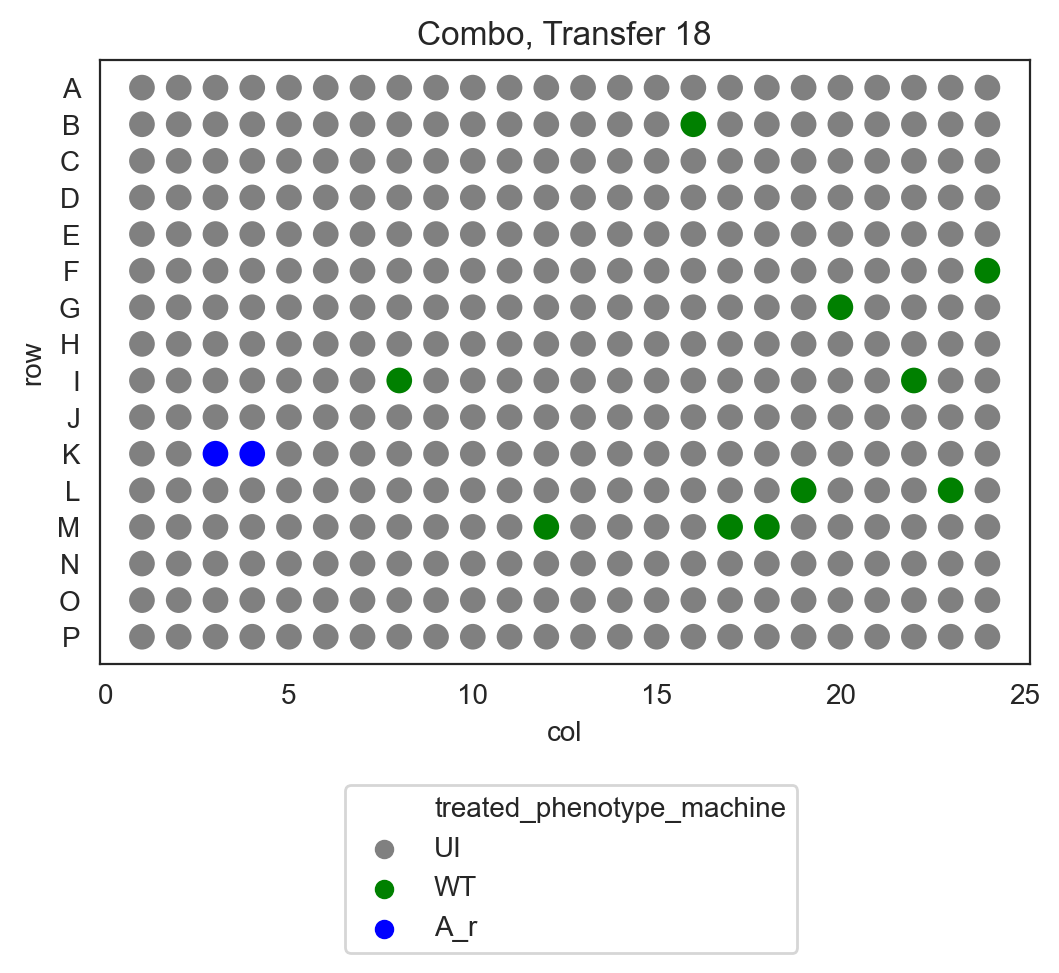 Combo, Transfer 18
A
B
C
D
E
F
G
H
I
J
K
L
M
N
O
P
row
0 5 10 15 20 25
col
treated_phenotype_machine
UI
WT
A_r